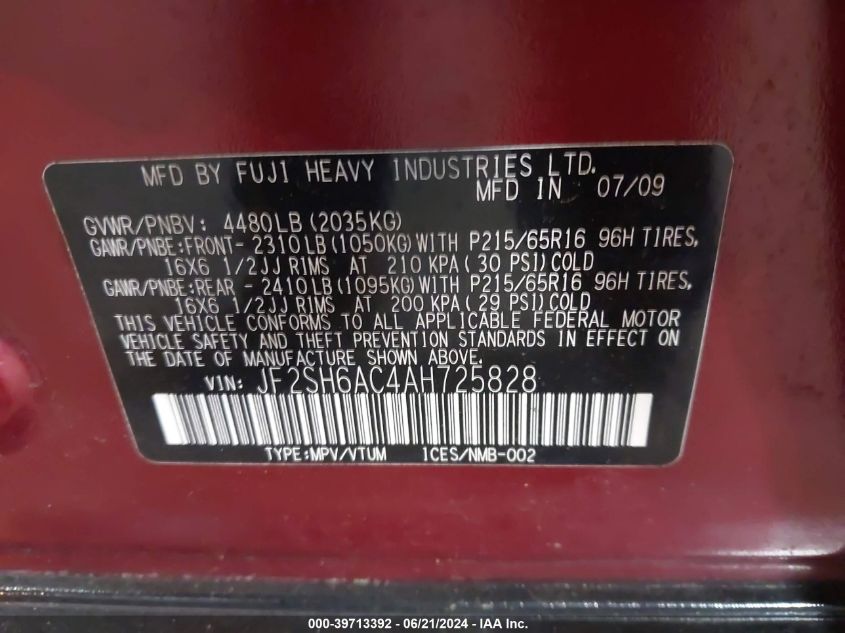 MFD BY FUJI HEAVY INDUSTRIES LTD.
MFD IN 07/09
GVWR/PNBV: 4480LB(2035KG)
GAWR/PNBE:FRONT- 2310LB(1050KG)WITH P215/65R16 96H TIRES,
16X6 1/2JJ RIMS AT 210 KPA( 30 PSI)COLD
GAWR/PNBE:REAR - 2410LB(1095KG)WITH P215/65R16 96H TIRES,
16X6 1/2JJ RIMS AT 200 KPA( 29 PSI)COLD
THIS VEHICLE CONFORMS TO ALL APPLICABLE FEDERAL MOTOR
VEHICLE SAFETY AND THEFT PREVENTION STANDARDS IN EFFECT ON
THE DATE OF MANUFACTURE SHOWN ABOVE.
VIN: JF2SH6AC4AH725828
TYPE:MPV/VTUM 1CES/NMB-002
000-39713392 - 06/21/2024 - IAAI.com